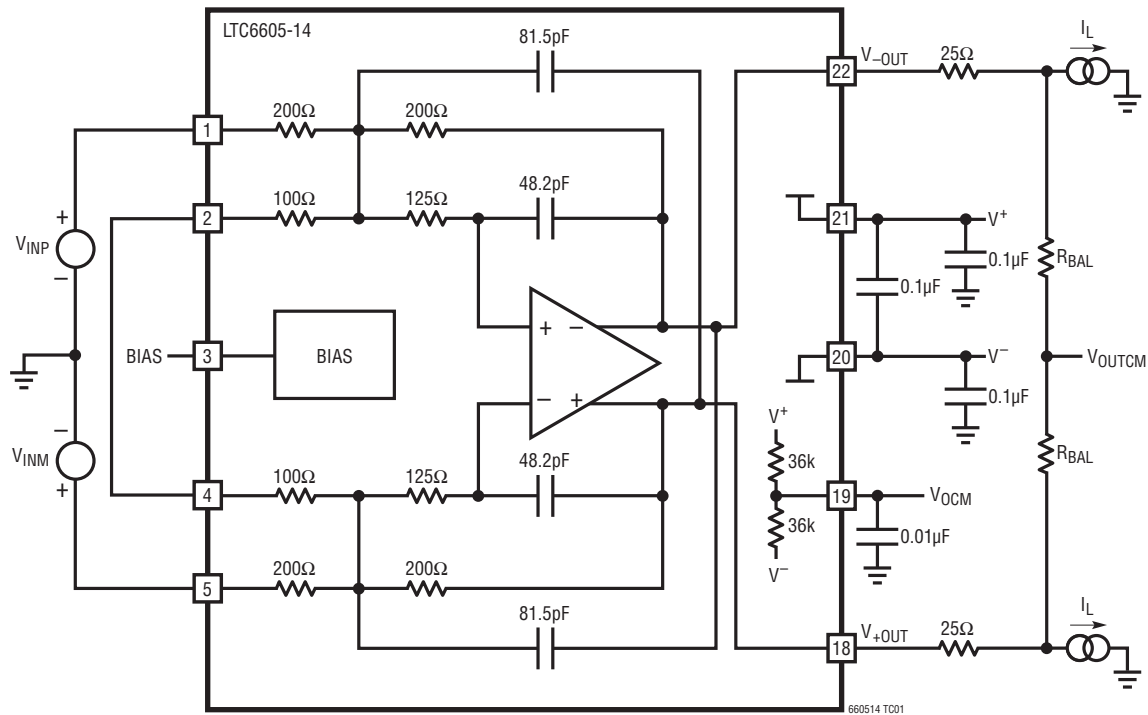 LTC6605-14
81.5pF
V–OUT
25Ω
IL
22
200Ω
200Ω
1
100Ω
125Ω
48.2pF
2
21
V+
0.1µF
0.1µF
RBAL
+
VINP
–
+ –
BIAS
3
BIAS
20
V–
VOUTCM
0.1µF
–
VINM
+
– +
V+
48.2pF
36k
RBAL
100Ω
125Ω
4
19
VOCM
36k
0.01µF
V–
200Ω
200Ω
5
81.5pF
IL
V+OUT
25Ω
18
660514 TC01